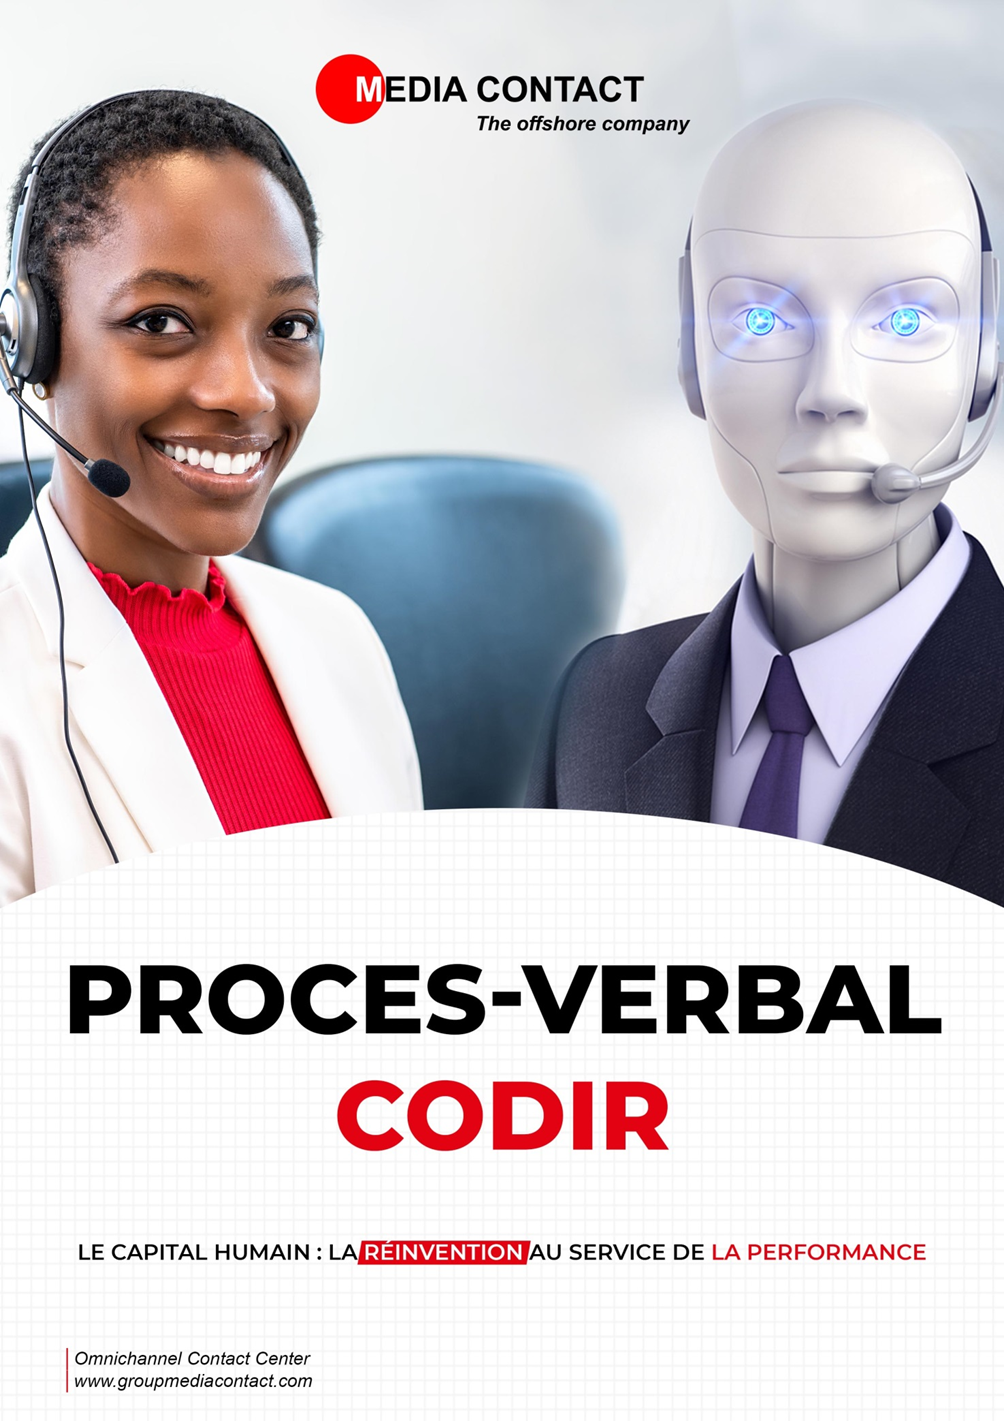 MEDIA CONTACT
The offshore company
PROCES-VERBAL
CODIR
LE CAPITAL HUMAIN : LA RÉINVENTION AU SERVICE DE LA PERFORMANCE
Omnichannel Contact Center
www.groupmediacontact.com